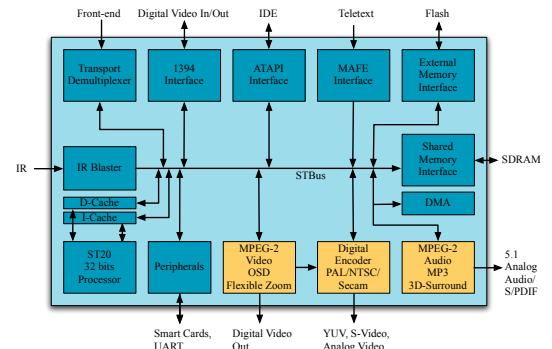 Front-end
Digital Video In/Out
IDE
Teletext
Flash
Transport
Demultiplexer
1394
Interface
ATAPI
Interface
MAFE
Interface
External
Memory
Interface
IR
IR Blaster
STBus
Shared
Memory
Interface
SDRAM
D-Cache
I-Cache
DMA
ST20
32 bits
Processor
Peripherals
MPEG-2
Video
OSD
Flexible Zoom
Digital
Encoder
PAL/NTSC/
Secam
MPEG-2
Audio
MP3
3D-Surround
5.1
Analog
Audio/
S/PDIF
Smart Cards,
UART
Digital Video
Out
YUV, S-Video,
Analog Video